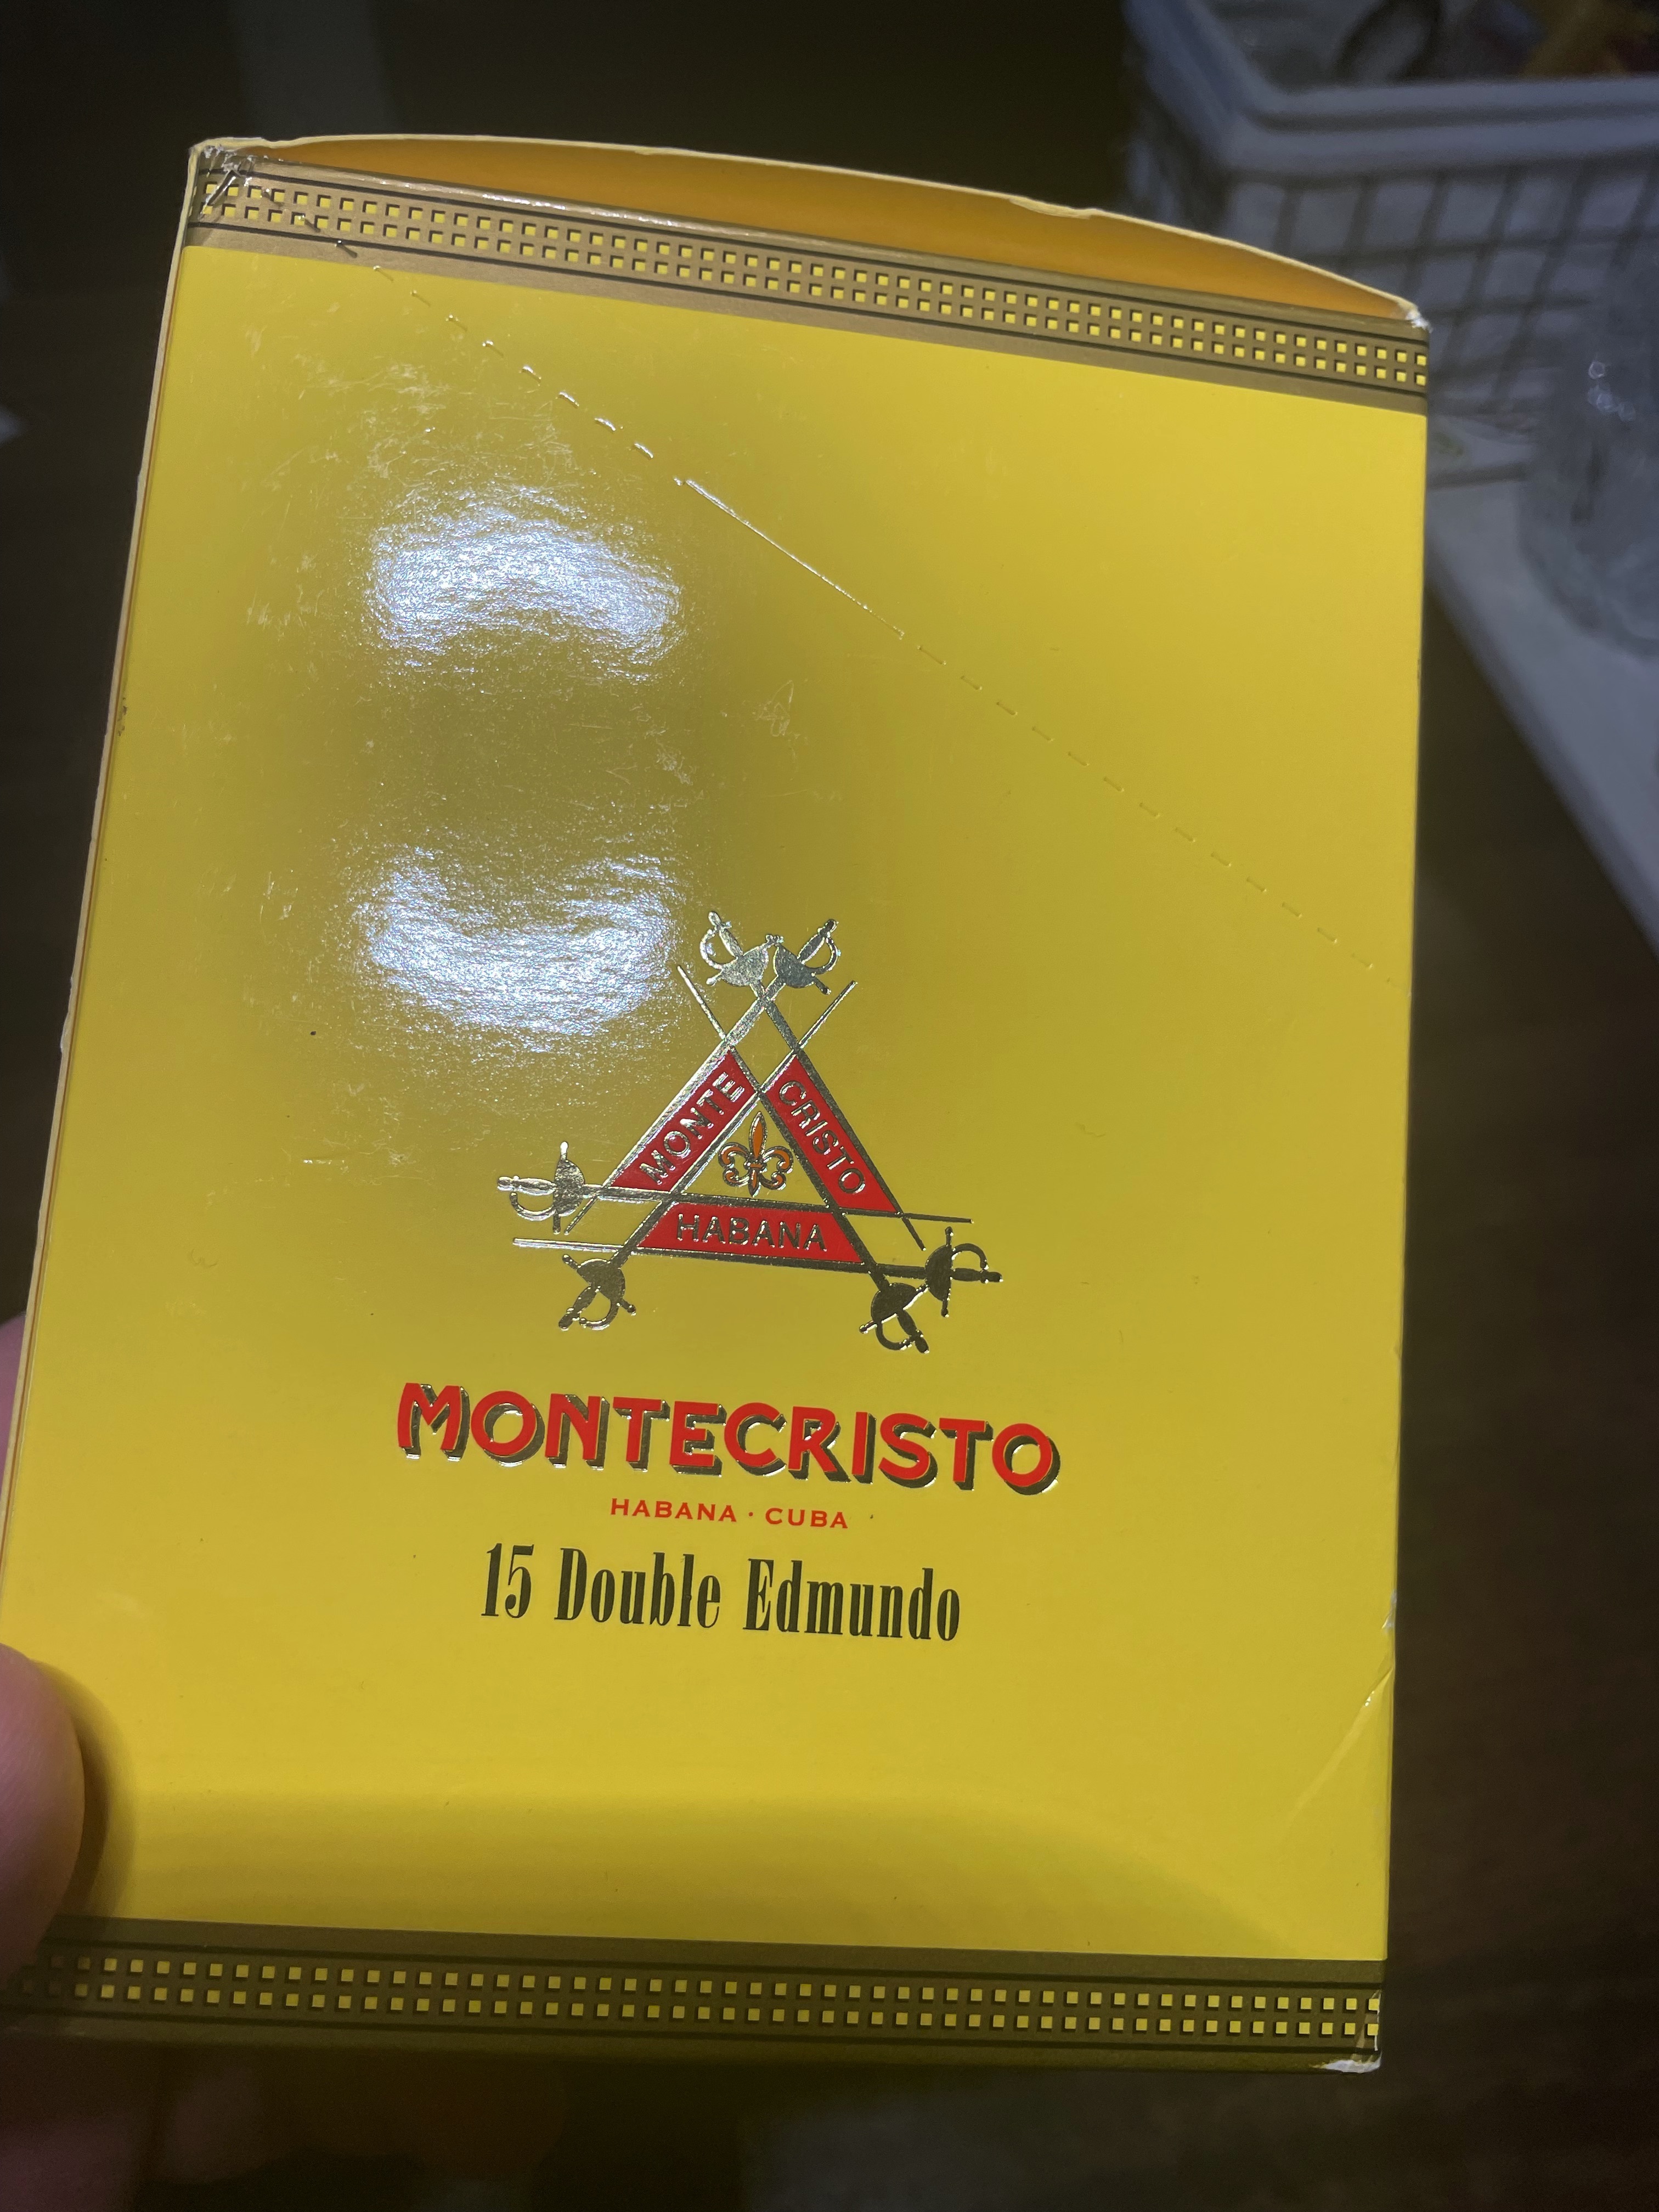 MONTE
CRISTO
HABANA
MONTECRISTO
HABANA · CUBA
15 Double Edmundo